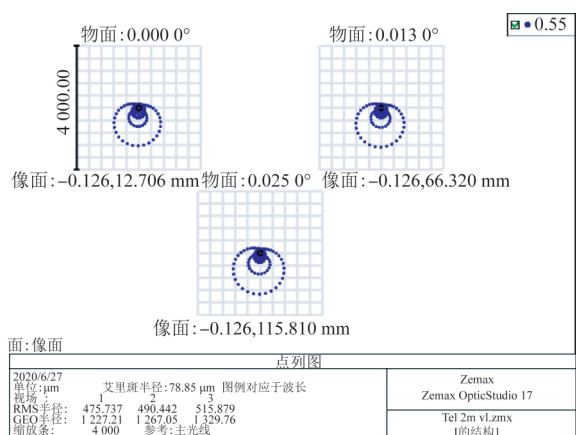 0.55
物面:0.000 0°
物面:0.013 0°
4 000.00
像面:-0.126,12.706 mm
物面:0.025 0°
像面:-0.126,66.320 mm
像面:-0.126,115.810 mm
面:像面
点列图
2020/6/27
单位:μm 艾里斑半径:78.85 μm 图例对应于波长
视场 : 1 2 3
RMS半径: 475.737 490.442 515.879
GEO半径: 1 227.21 1 267.05 1 329.76
缩放条: 4 000 参考:主光线
Zemax
Zemax OpticStudio 17
Tel 2m vl.zmx
1的结构1